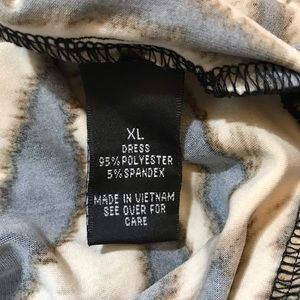 XL
DRESS
95% POLYESTER
5% SPANDEX
MADE IN VIETNAM
SEE OVER FOR
CARE